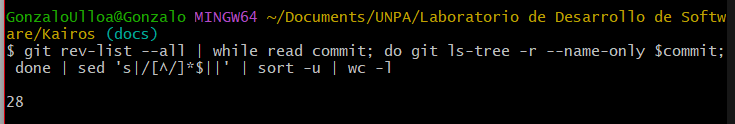 GonzaloUlloa@Gonzalo MINGW64 ~/Documents/UNPA/Laboratorio de Desarrollo de Softw
are/Kairos (docs)
$ git rev-list --all | while read commit; do git ls-tree -r --name-only $commit;
 done | sed 's|/[^/]*$||' | sort -u | wc -l
28